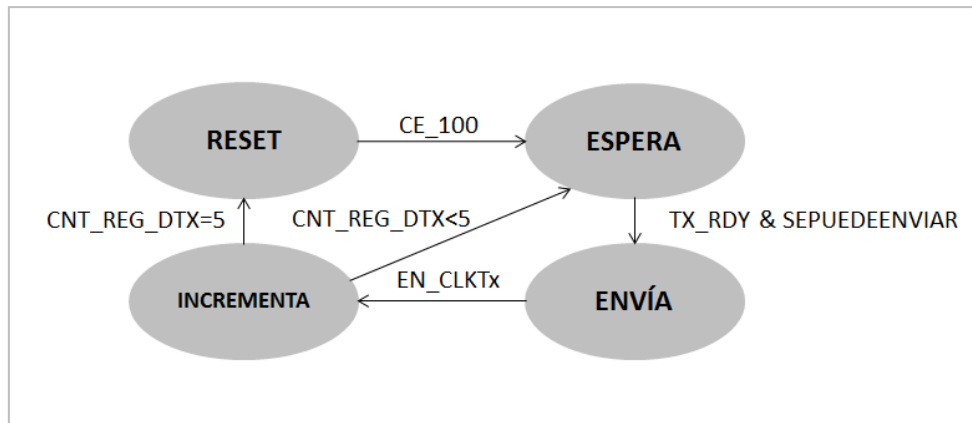 RESET
CE_100
ESPERA
CNT_REG_DTX=5
CNT_REG_DTX<5
TX_RDY & SEPUEDEENVIAR
INCREMENTA
EN_CLKTx
ENVÍA